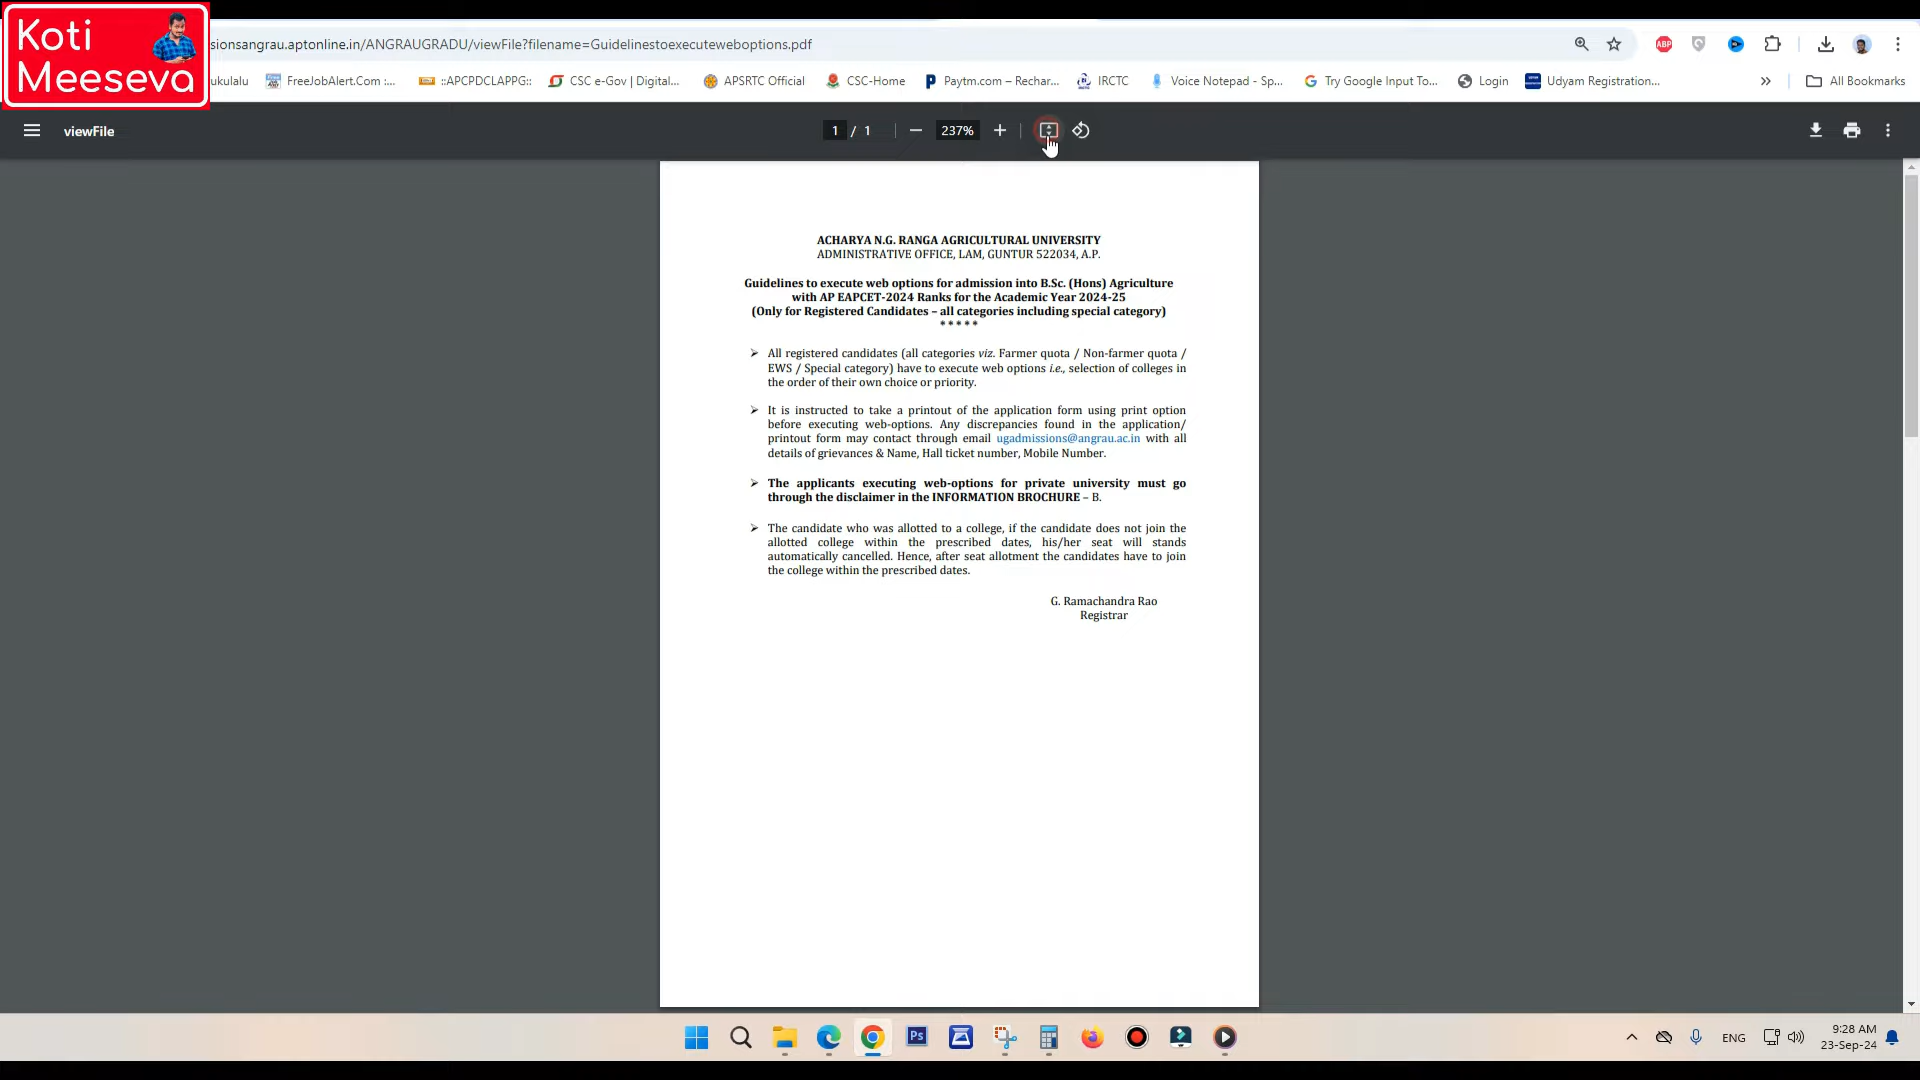 Koti
Meeseva
sionsangrau.aptonline.in/ANGRAUGRADU/viewFile?filename=Guidelinestoexecuteweboptions.pdf
ABP
ukulalu
FreeJobAlert.Com :...
::APCPDCLAPPG::
CSC e-Gov | Digital...
APSRTC Official
CSC-Home
Paytm.com – Rechar...
IRCTC
Voice Notepad - Sp...
Try Google Input To...
Login
Udyam Registration...
All Bookmarks
viewFile
1 / 1
237%
ACHARYA N.G. RANGA AGRICULTURAL UNIVERSITY
ADMINISTRATIVE OFFICE, LAM, GUNTUR 522034, A.P.
Guidelines to execute web options for admission into B.Sc. (Hons) Agriculture
with AP EAPCET-2024 Ranks for the Academic Year 2024-25
(Only for Registered Candidates – all categories including special category)
* * * * *
➢ All registered candidates (all categories viz. Farmer quota / Non-farmer quota /
EWS / Special category) have to execute web options i.e., selection of colleges in
the order of their own choice or priority.
➢ It is instructed to take a printout of the application form using print option
before executing web-options. Any discrepancies found in the application/
printout form may contact through email ugadmissions@angrau.ac.in with all
details of grievances & Name, Hall ticket number, Mobile Number.
➢ The applicants executing web-options for private university must go
through the disclaimer in the INFORMATION BROCHURE – B.
➢ The candidate who was allotted to a college, if the candidate does not join the
allotted college within the prescribed dates, his/her seat will stands
automatically cancelled. Hence, after seat allotment the candidates have to join
the college within the prescribed dates.
G. Ramachandra Rao
Registrar
Ps
ENG
9:28 AM
23-Sep-24